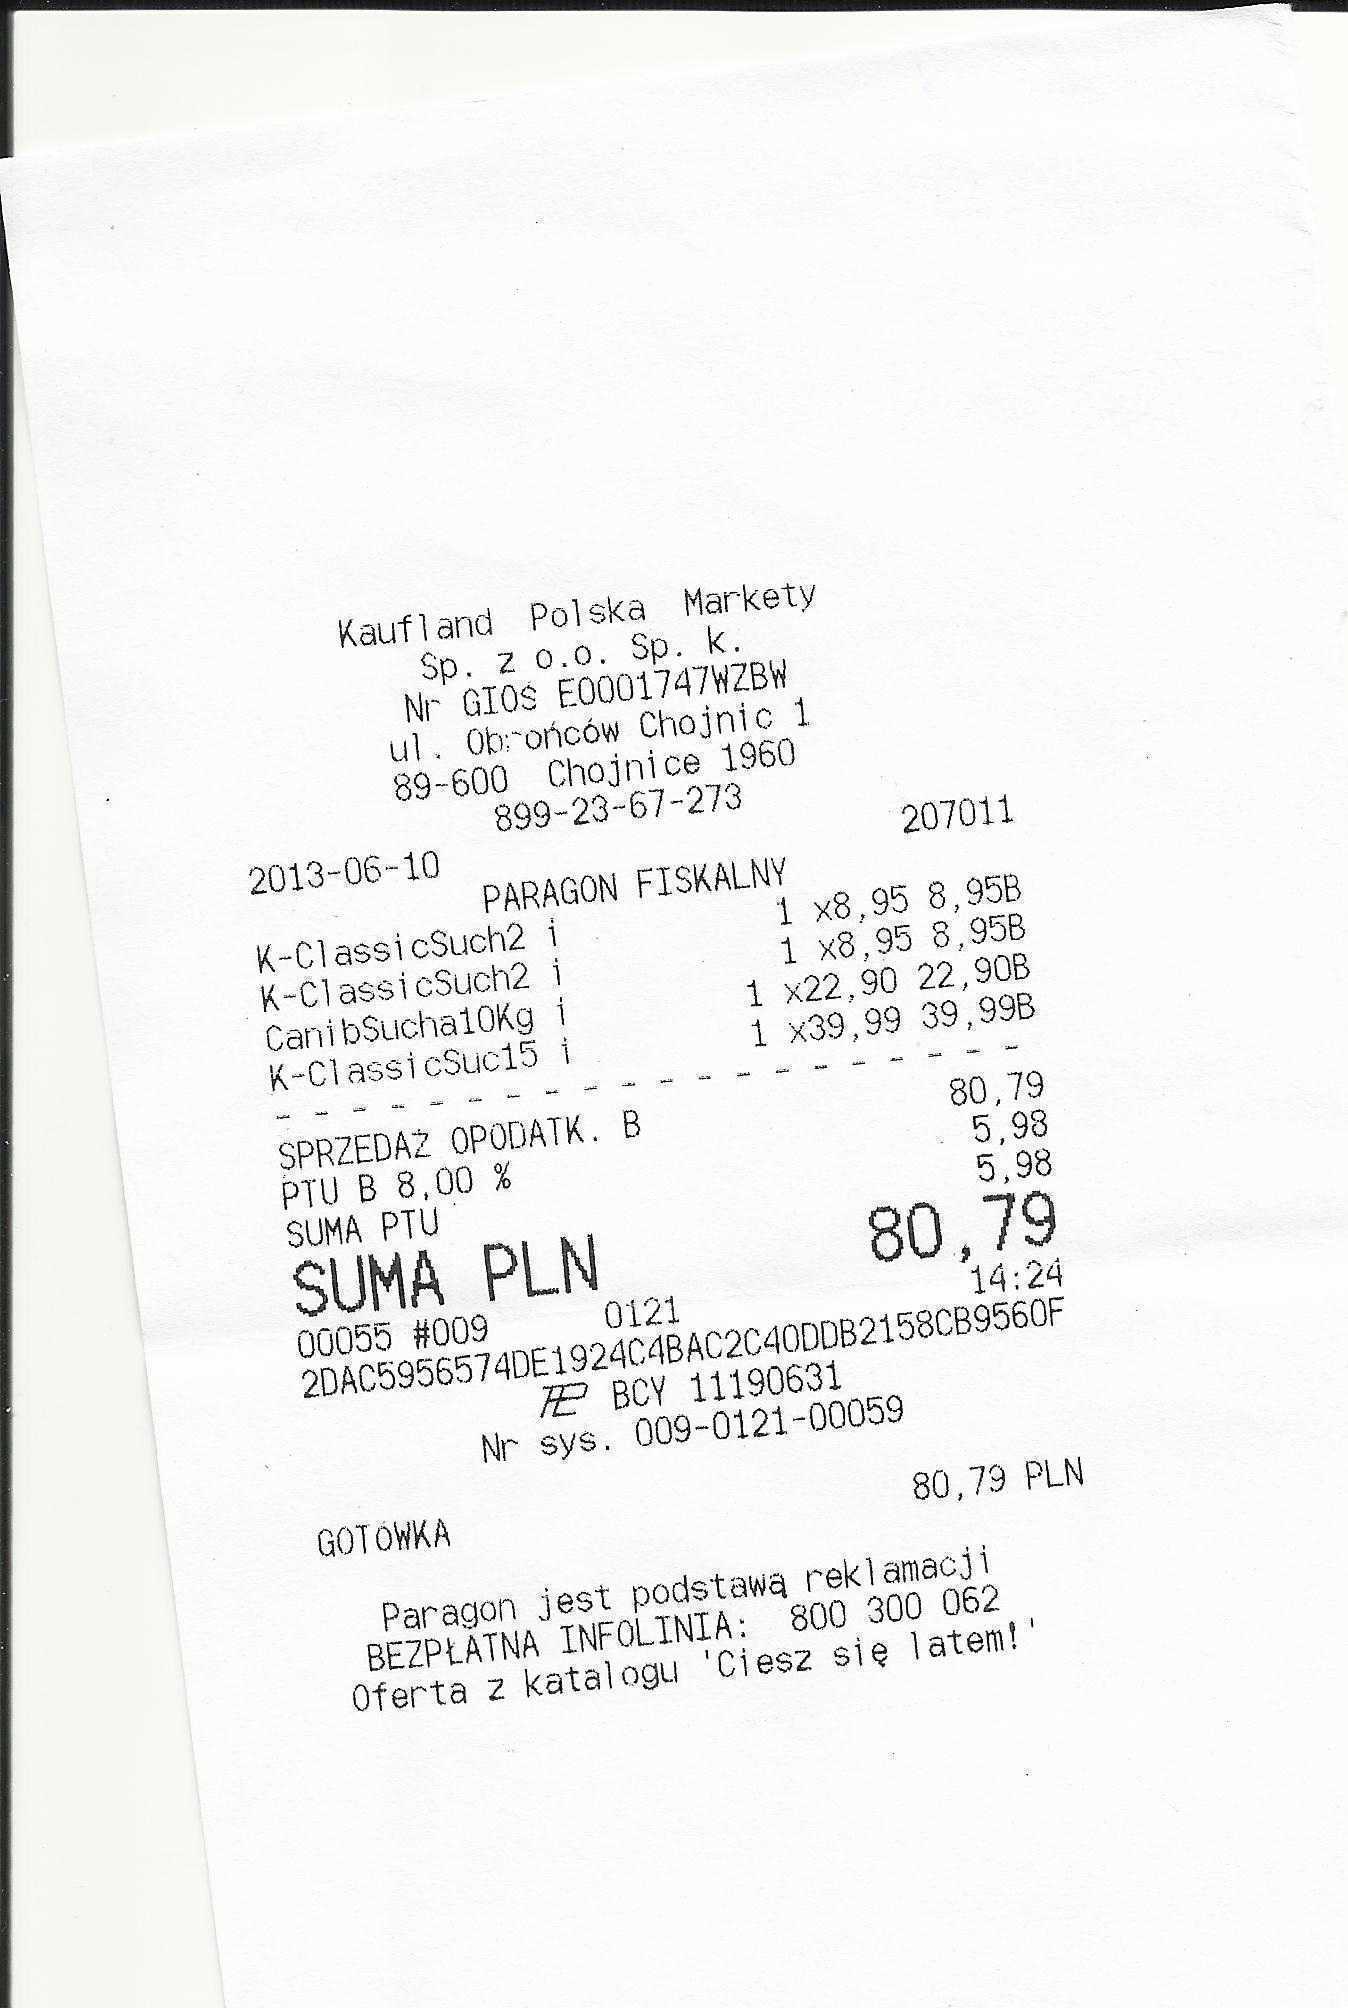 Kaufland Polska Markety
Sp. z o.o. Sp. k.
Nr GIOŚ E0001747WZBW
ul. Obrońców Chojnic 1
89-600 Chojnice 1960
899-23-67-273
2013-06-10 207011
PARAGON FISKALNY
K-ClassicSuch2 i 1 x8,95 8,95B
K-ClassicSuch2 i 1 x8,95 8,95B
CanibSucha10Kg i 1 x22,90 22,90B
K-ClassicSuc15 i 1 x39,99 39,99B
- - - - - - - - - - - - - - - - - - - -
SPRZEDAŻ OPODATK. B 80,79
PTU B 8,00 % 5,98
SUMA PTU 5,98
SUMA PLN 80,79
00055 #009 0121 14:24
2DAC5956574DE1924C4BAC2C40DDB2158CB9560F
BCY 11190631
Nr sys. 009-0121-00059
GOTÓWKA 80,79 PLN
Paragon jest podstawą reklamacji
BEZPŁATNA INFOLINIA: 800 300 062
Oferta z katalogu 'Ciesz się latem!'